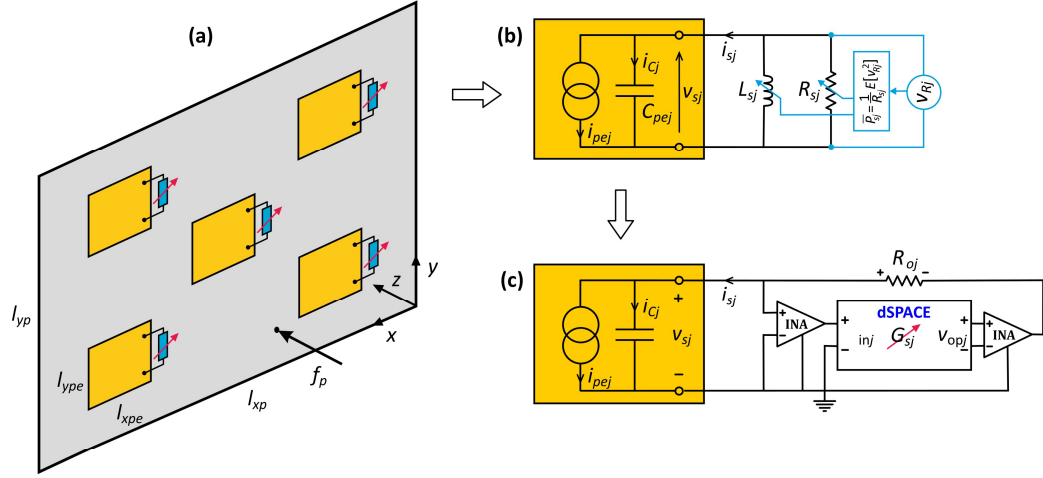 (a)
l_yp
l_ype
l_xpe
l_xp
f_p
x
y
z
(b)
i_pej
i_Cj
C_pej
v_sj
i_sj
L_sj
R_sj
P̄_sj = 1/R_sj E[v_Rj^2]
v_Rj
(c)
i_pej
i_Cj
+
v_sj
−
i_sj
+ R_oj −
+
−
INA
dSPACE
+
−
inj
G_sj
v_opj
+
−
+
−
INA